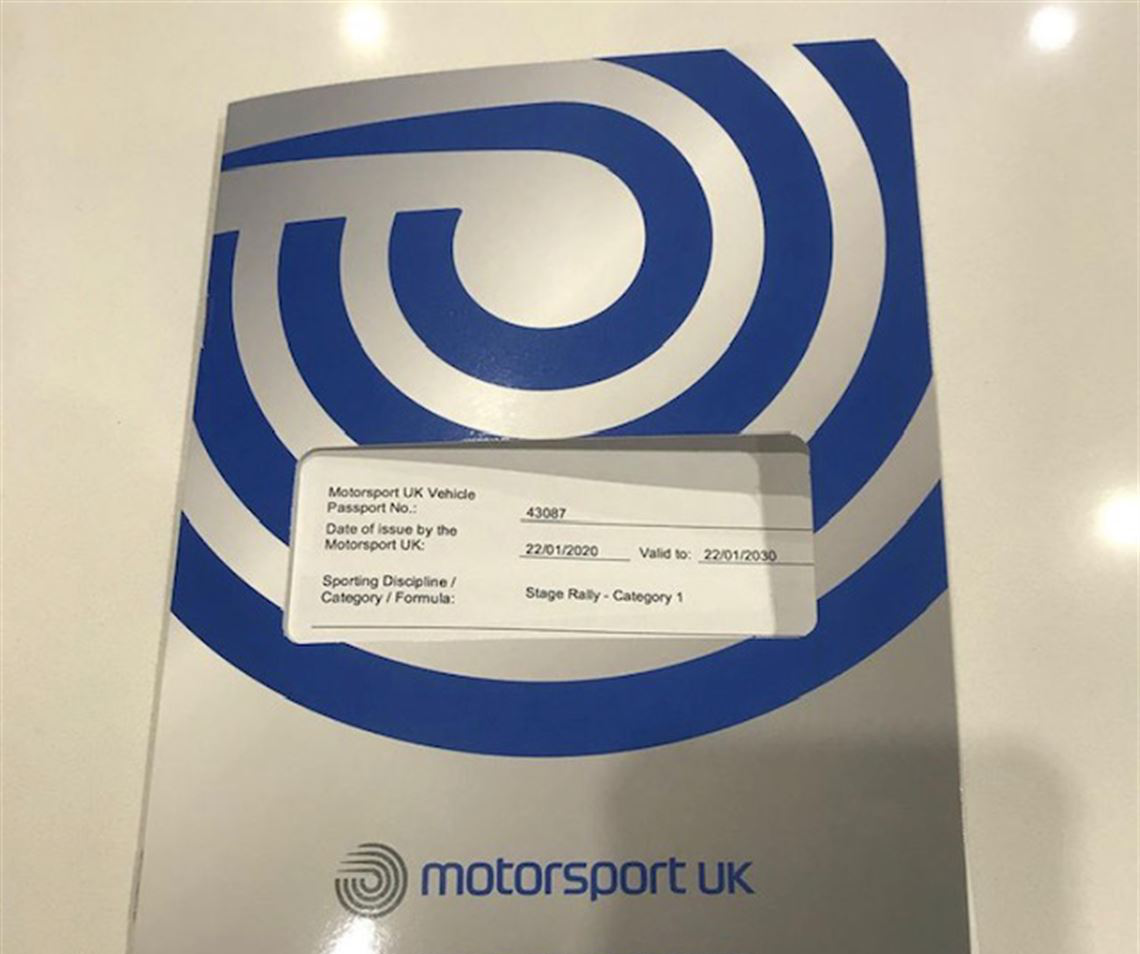 Motorsport UK Vehicle
Passport No.: 43087
Date of issue by the
Motorsport UK: 22/01/2020 Valid to: 22/01/2030
Sporting Discipline /
Category / Formula: Stage Rally - Category 1
motorsport UK